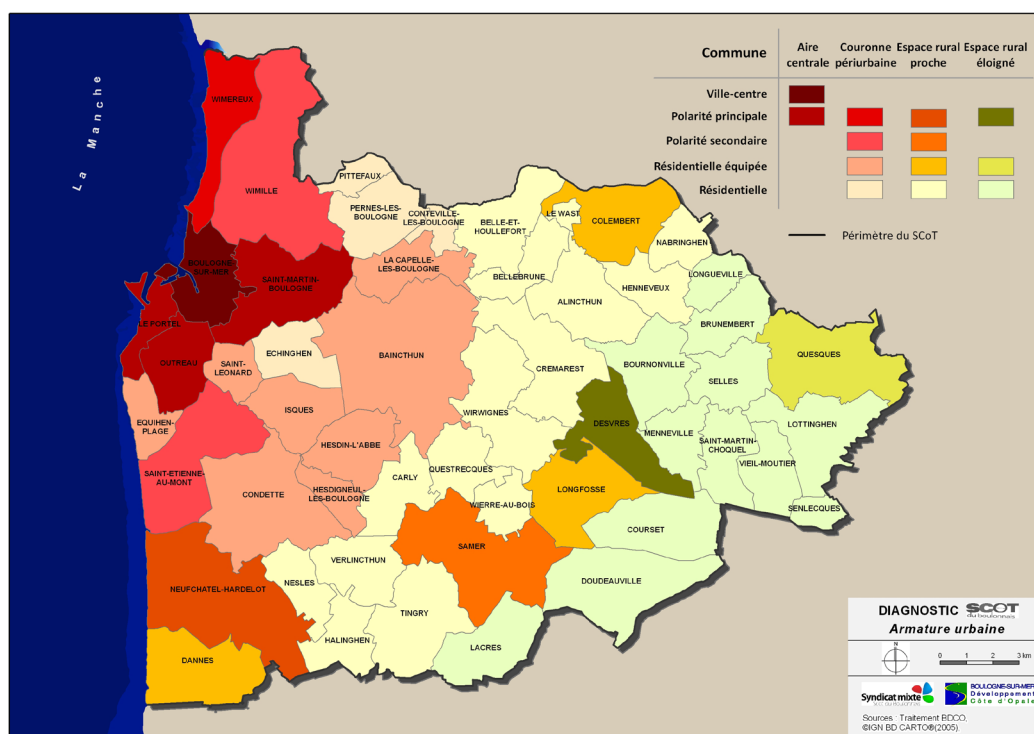 Commune
Aire
centrale
Couronne
périurbaine
Espace rural
proche
Espace rural
éloigné
Ville-centre
Polarité principale
Polarité secondaire
Résidentielle équipée
Résidentielle
Périmètre du SCoT
La Manche
WIMEREUX
WIMILLE
PITTEFAUX
PERNES-LES-
BOULOGNE
CONTEVILLE-
LES-BOULOGNE
BELLE-ET-
HOULLEFORT
LE WAST
COLEMBERT
NABRINGHEN
BOULOGNE
SUR-MER
SAINT-MARTIN-
BOULOGNE
LA CAPELLE-
LES-BOULOGNE
BELLEBRUNE
ALINCTHUN
HENNEVEUX
LONGUEVILLE
BRUNEMBERT
LE PORTEL
OUTREAU
SAINT-
LEONARD
ECHINGHEN
BAINCTHUN
CREMAREST
BOURNONVILLE
SELLES
QUESQUES
EQUIHEN-
PLAGE
ISQUES
HESDIN-L'ABBE
WIRWIGNES
DESVRES
MENNEVILLE
SAINT-MARTIN-
CHOQUEL
LOTTINGHEN
VIEIL-MOUTIER
SAINT-ETIENNE-
AU-MONT
CONDETTE
HESDIGNEUL-
LES-BOULOGNE
CARLY
QUESTRECQUES
WIERRE-AU-BOIS
LONGFOSSE
SENLECQUES
COURSET
SAMER
VERLINCTHUN
NESLES
NEUFCHATEL-HARDELOT
TINGRY
DOUDEAUVILLE
HALINGHEN
LACRES
DANNES
DIAGNOSTIC SCOT
du boulonnais
Armature urbaine
N
0 1 2 3 km
Syndicat mixte
BOULOGNE-SUR-MER
Développement
Côte d'Opale
Sources : Traitement BDCO,
©IGN BD CARTO®(2005).